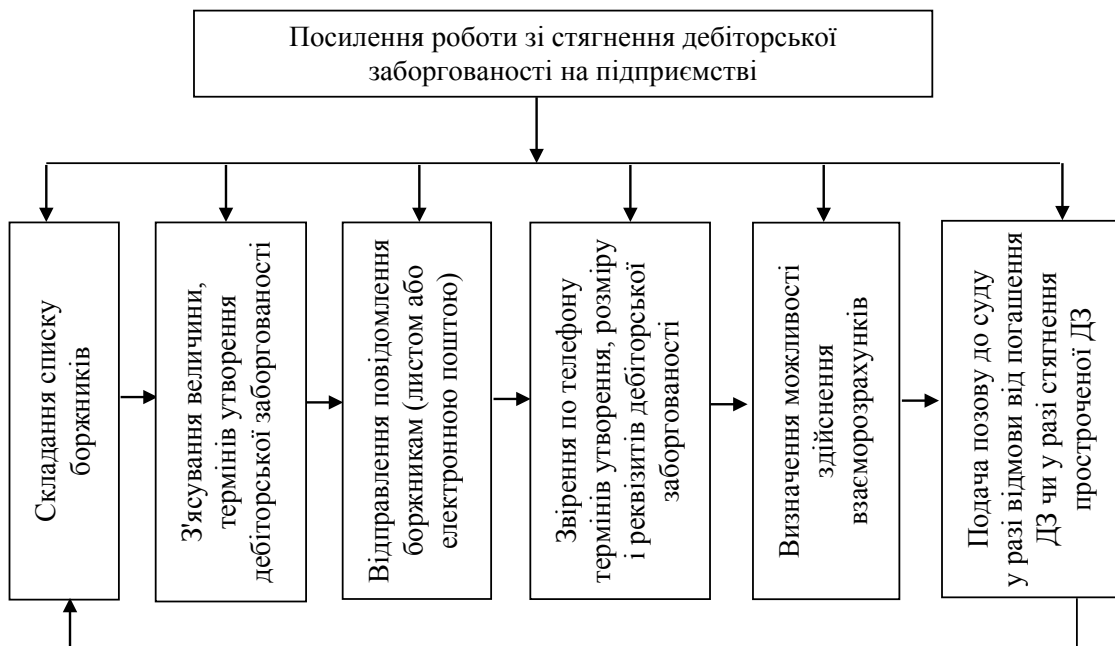 Посилення роботи зі стягнення дебіторської
заборгованості на підприємстві
Складання списку
боржників
З'ясування величини,
термінів утворення
дебіторської заборгованості
Відправлення повідомлення
боржникам (листом або
електронною поштою)
Звірення по телефону
термінів утворення, розміру
і реквізитів дебіторської
заборгованості
Визначення можливості
здійснення
взаєморозрахунків
Подача позову до суду
у разі відмови від погашення
ДЗ чи у разі стягнення
простроченої ДЗ